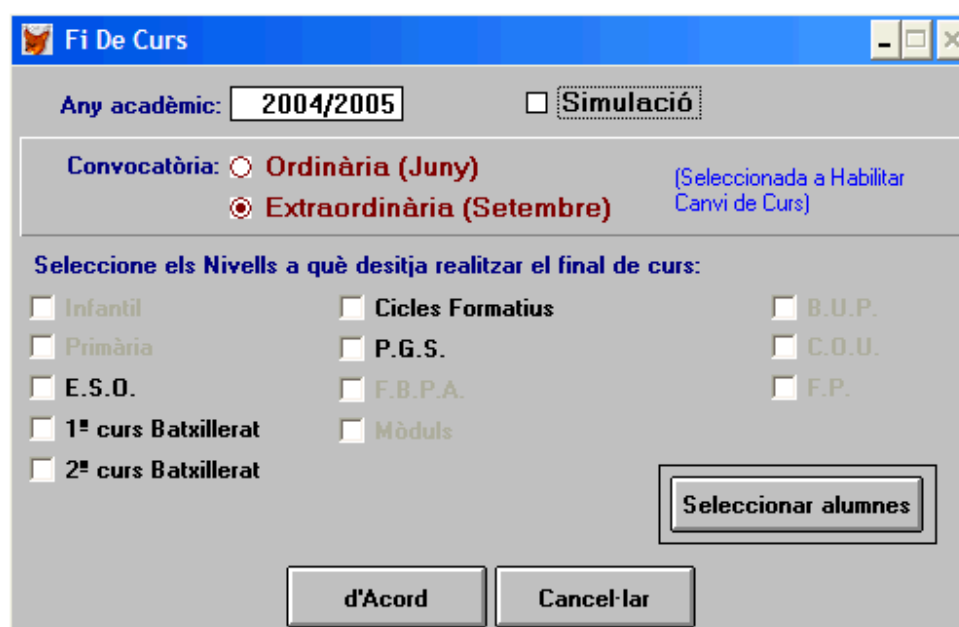 Fi De Curs
Any acadèmic: 2004/2005 Simulació
Convocatòria: Ordinària (Juny)
Extraordinària (Setembre)
(Seleccionada a Habilitar
Canvi de Curs)
Seleccione els Nivells a què desitja realitzar el final de curs:
Infantil Cicles Formatius B.U.P.
Primària P.G.S. C.O.U.
E.S.O. F.B.P.A. F.P.
1º curs Batxillerat Mòduls
2º curs Batxillerat
Seleccionar alumnes
d'Acord Cancel·lar